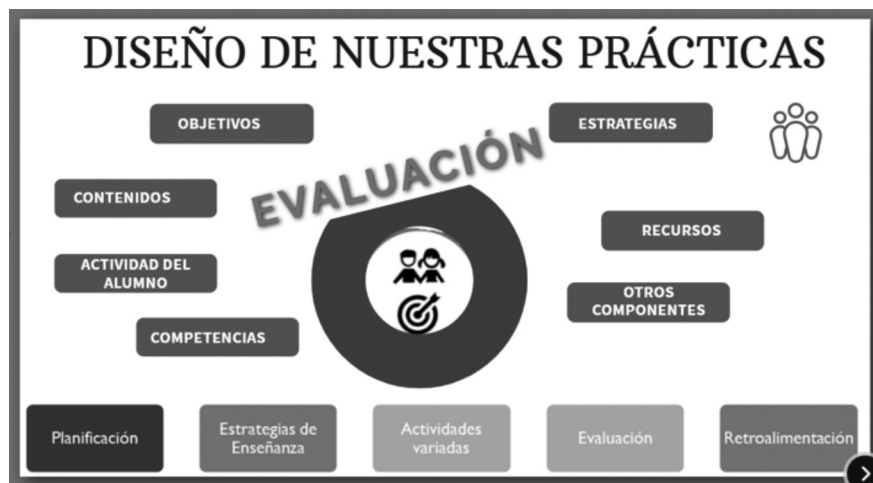 DISEÑO DE NUESTRAS PRÁCTICAS
OBJETIVOS
ESTRATEGIAS
EVALUACIÓN
CONTENIDOS
RECURSOS
ACTIVIDAD DEL
ALUMNO
OTROS
COMPONENTES
COMPETENCIAS
Planificación
Estrategias de
Enseñanza
Actividades
variadas
Evaluación
Retroalimentación